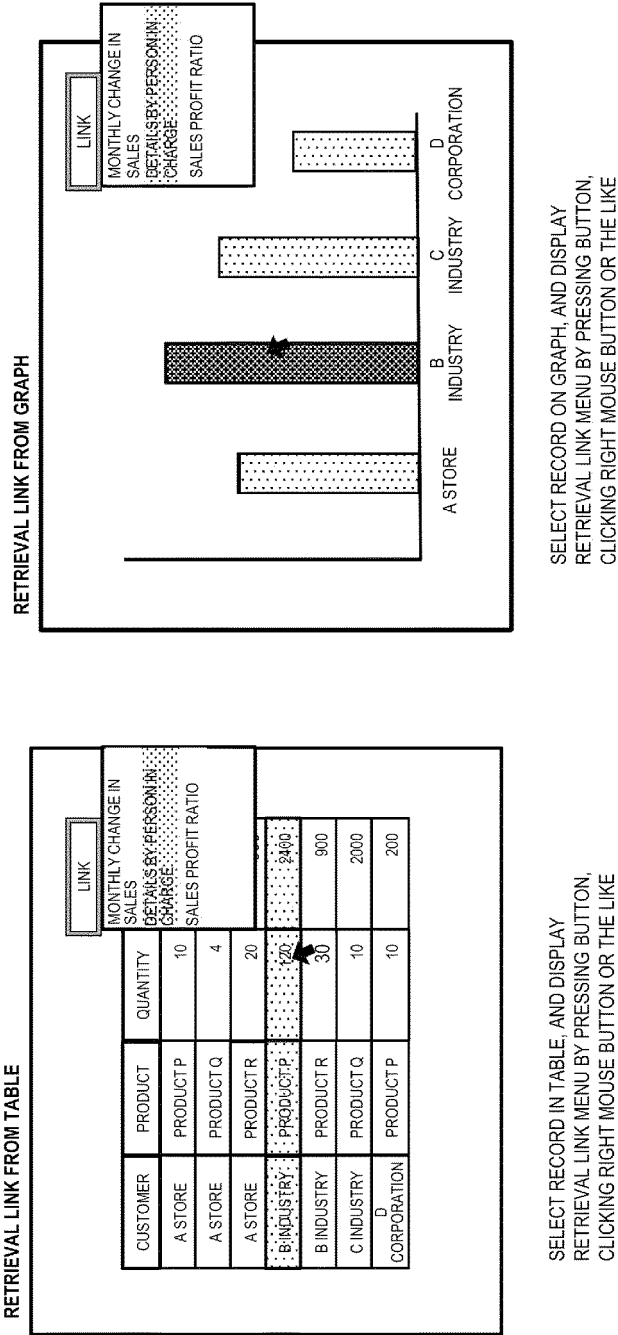 RETRIEVAL LINK FROM TABLE
LINK
MONTHLY CHANGE IN
SALES
DETAILS BY PERSON IN
CHARGE
SALES PROFIT RATIO
CUSTOMER PRODUCT QUANTITY
A STORE PRODUCT P 10
A STORE PRODUCT Q 4
A STORE PRODUCT R 20
B INDUSTRY PRODUCT P 120 2400
B INDUSTRY PRODUCT R 30 900
C INDUSTRY PRODUCT Q 10 2000
D
CORPORATION PRODUCT P 10 200
SELECT RECORD IN TABLE, AND DISPLAY
RETRIEVAL LINK MENU BY PRESSING BUTTON,
CLICKING RIGHT MOUSE BUTTON OR THE LIKE
RETRIEVAL LINK FROM GRAPH
LINK
MONTHLY CHANGE IN
SALES
DETAILS BY PERSON IN
CHARGE
SALES PROFIT RATIO
A STORE
B
INDUSTRY
C
INDUSTRY
D
CORPORATION
SELECT RECORD ON GRAPH, AND DISPLAY
RETRIEVAL LINK MENU BY PRESSING BUTTON,
CLICKING RIGHT MOUSE BUTTON OR THE LIKE